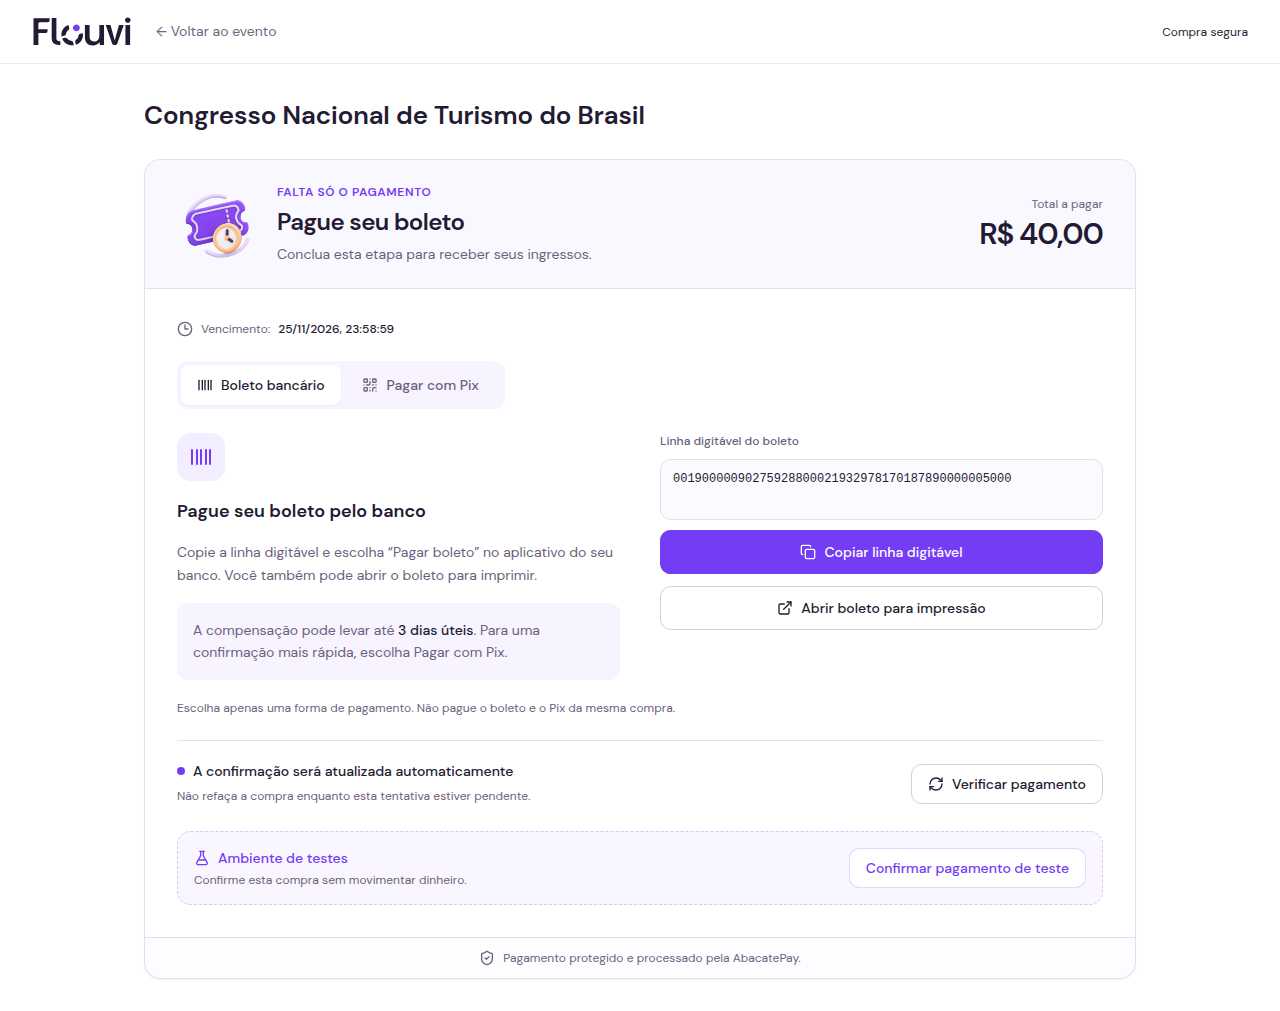 Flouvi
Voltar ao evento
Compra segura
Congresso Nacional de Turismo do Brasil
FALTA SÓ O PAGAMENTO
Pague seu boleto
Conclua esta etapa para receber seus ingressos.
Total a pagar
R$ 40,00
Vencimento: 25/11/2026, 23:58:59
Boleto bancário
Pagar com Pix
Pague seu boleto pelo banco
Copie a linha digitável e escolha “Pagar boleto” no aplicativo do seu
banco. Você também pode abrir o boleto para imprimir.
A compensação pode levar até 3 dias úteis. Para uma
confirmação mais rápida, escolha Pagar com Pix.
Linha digitável do boleto
00190000090275928800021932978170187890000005000
Copiar linha digitável
Abrir boleto para impressão
Escolha apenas uma forma de pagamento. Não pague o boleto e o Pix da mesma compra.
A confirmação será atualizada automaticamente
Não refaça a compra enquanto esta tentativa estiver pendente.
Verificar pagamento
Ambiente de testes
Confirme esta compra sem movimentar dinheiro.
Confirmar pagamento de teste
Pagamento protegido e processado pela AbacatePay.